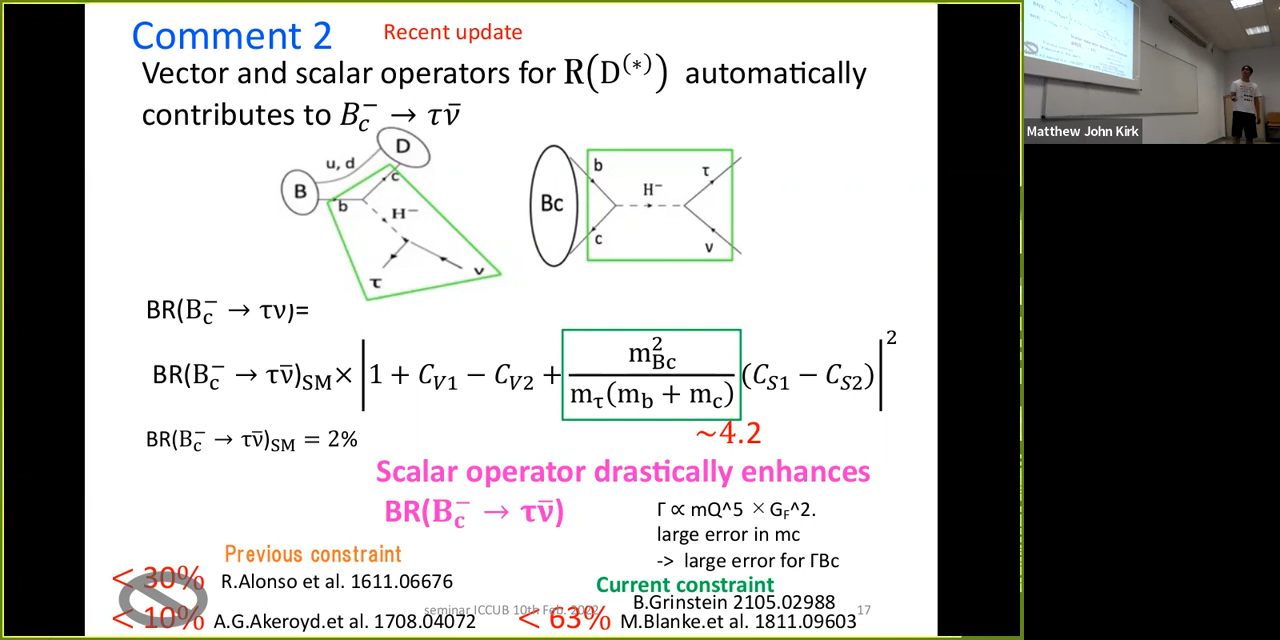 Comment 2 Recent update
Vector and scalar operators for R(D⁽*⁾) automatically
contributes to B_c⁻ → τν̄
Matthew John Kirk
D
u, d
B
c
b
H⁻
τ
ν
Bc
b
τ
H⁻
c
ν
BR(B_c⁻ → τν)=
BR(B_c⁻ → τν̄)_SM × |1 + C_V1 − C_V2 + m_Bc² / m_τ(m_b + m_c) (C_S1 − C_S2)|²
~4.2
BR(B_c⁻ → τν̄)_SM = 2%
Scalar operator drastically enhances
BR(B_c⁻ → τν̄)
Γ ∝ mQ^5 × G_F^2.
large error in mc
-> large error for ΓBc
Previous constraint
< 30% R.Alonso et al. 1611.06676
< 10% A.G.Akeroyd.et al. 1708.04072
Current constraint
B.Grinstein 2105.02988
< 63% M.Blanke.et al. 1811.09603
seminar ICCUB 10th Feb. 17